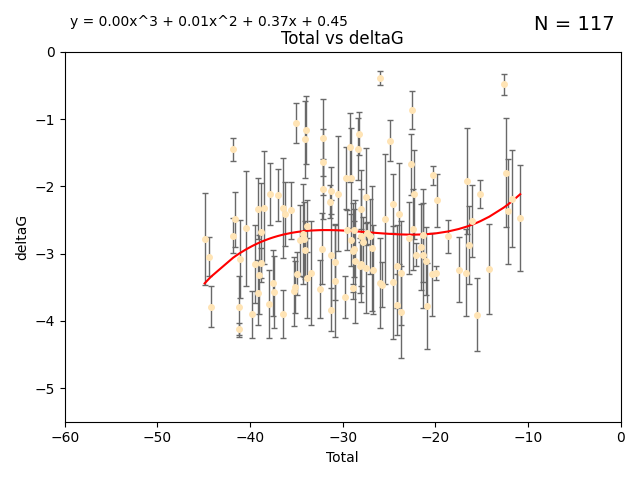 y = 0.00x^3 + 0.01x^2 + 0.37x + 0.45
N = 117
Total vs deltaG
0
−1
−2
−3
−4
−5
deltaG
−60 −50 −40 −30 −20 −10 0
Total